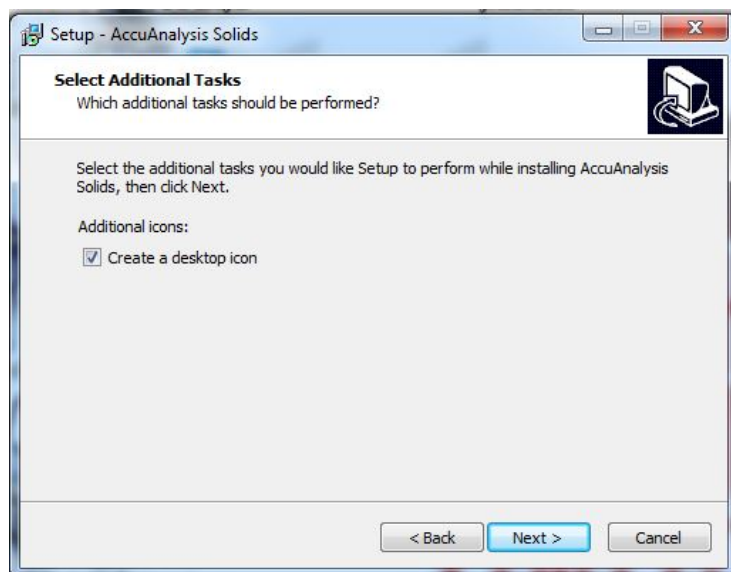 Setup - AccuAnalysis Solids
Select Additional Tasks
Which additional tasks should be performed?
Select the additional tasks you would like Setup to perform while installing AccuAnalysis
Solids, then click Next.
Additional icons:
Create a desktop icon
< Back
Next >
Cancel